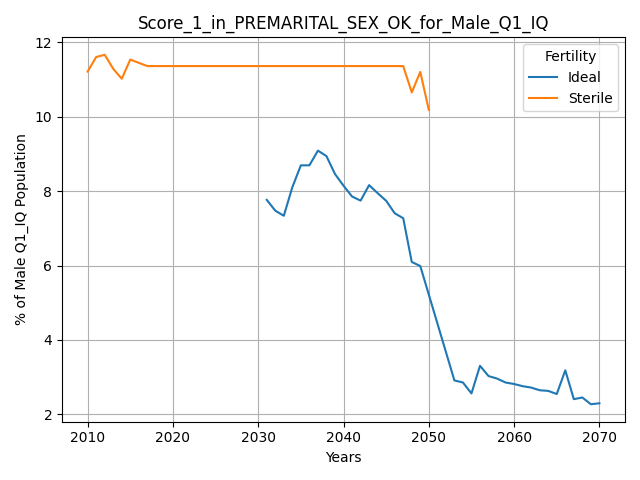 Score_1_in_PREMARITAL_SEX_OK_for_Male_Q1_IQ
% of Male Q1_IQ Population
12
10
8
6
4
2
Fertility
Ideal
Sterile
2010 2020 2030 2040 2050 2060 2070
Years